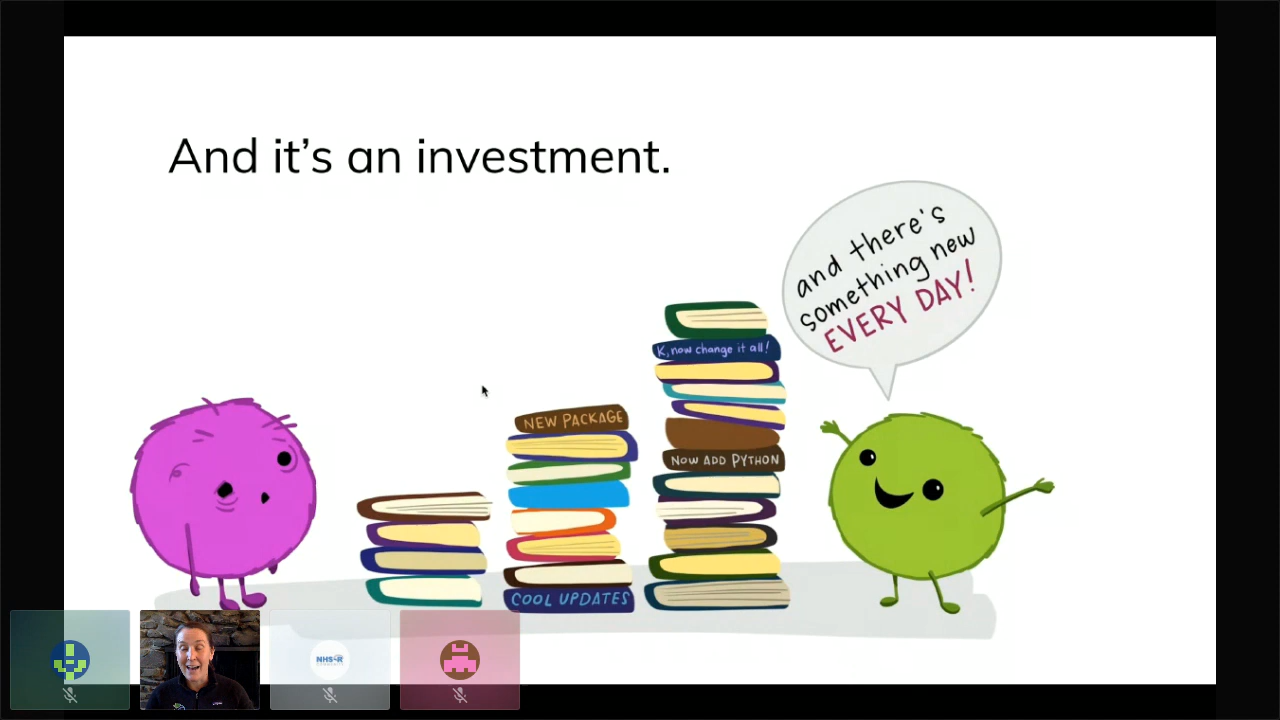 And it's an investment.
and there's
something new
EVERY DAY!
K, now change it all!
NEW PACKAGE
NOW ADD PYTHON
COOL UPDATES
NHS-R